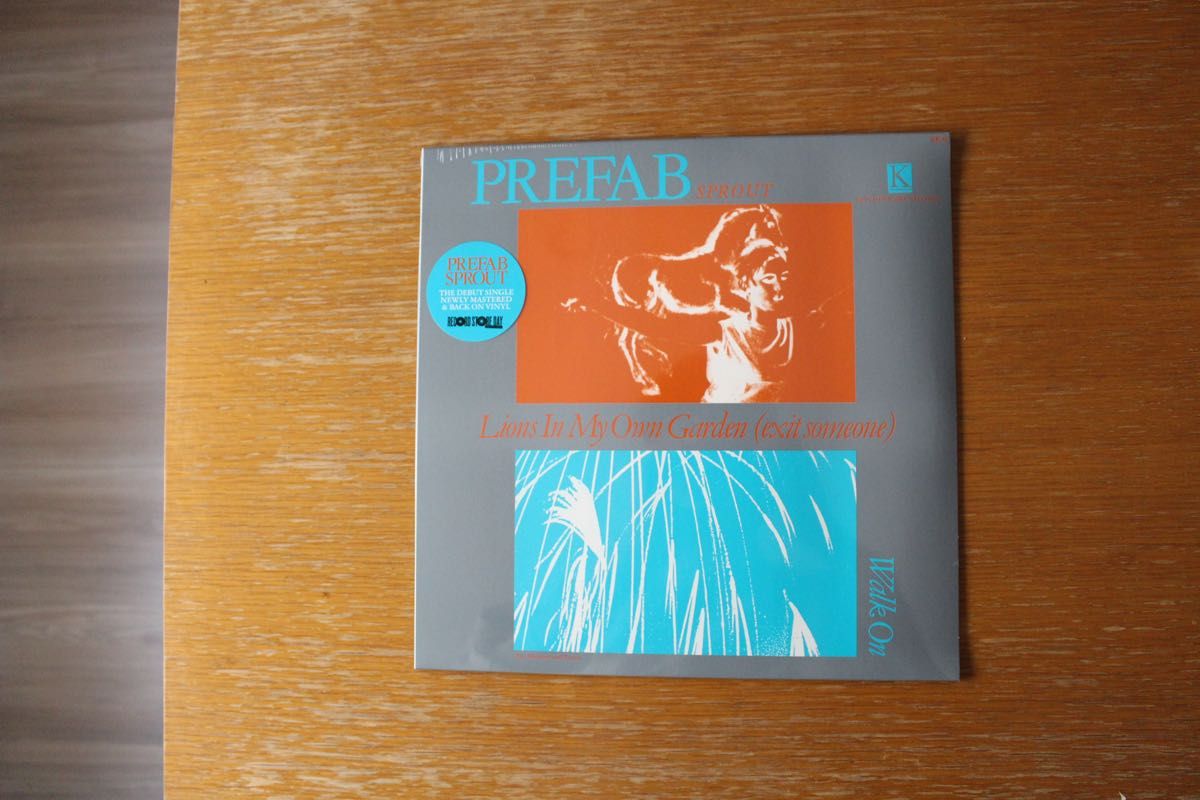 PREFAB SPROUT
K
PREFAB
SPROUT
THE DEBUT SINGLE
NEWLY MASTERED
& BACK ON VINYL
RECORD STORE DAY
Lions In My Own Garden (exit someone)
Walk On